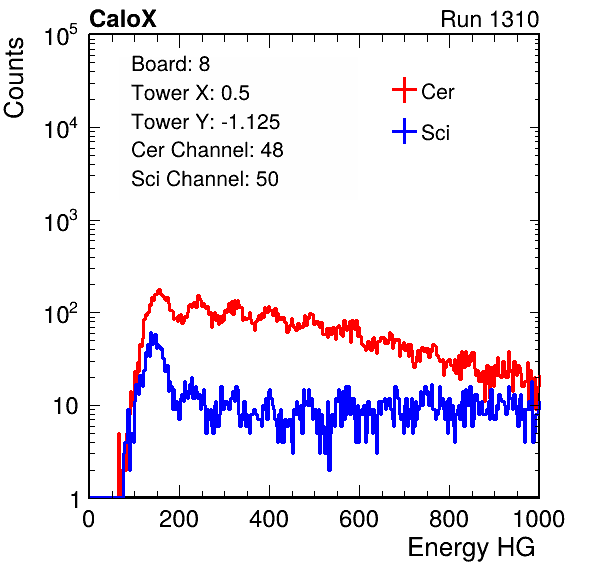 CaloX Run 1310
Counts
10^5
10^4
10^3
10^2
10
1
Board: 8
Tower X: 0.5
Tower Y: -1.125
Cer Channel: 48
Sci Channel: 50
Cer
Sci
0 200 400 600 800 1000
Energy HG